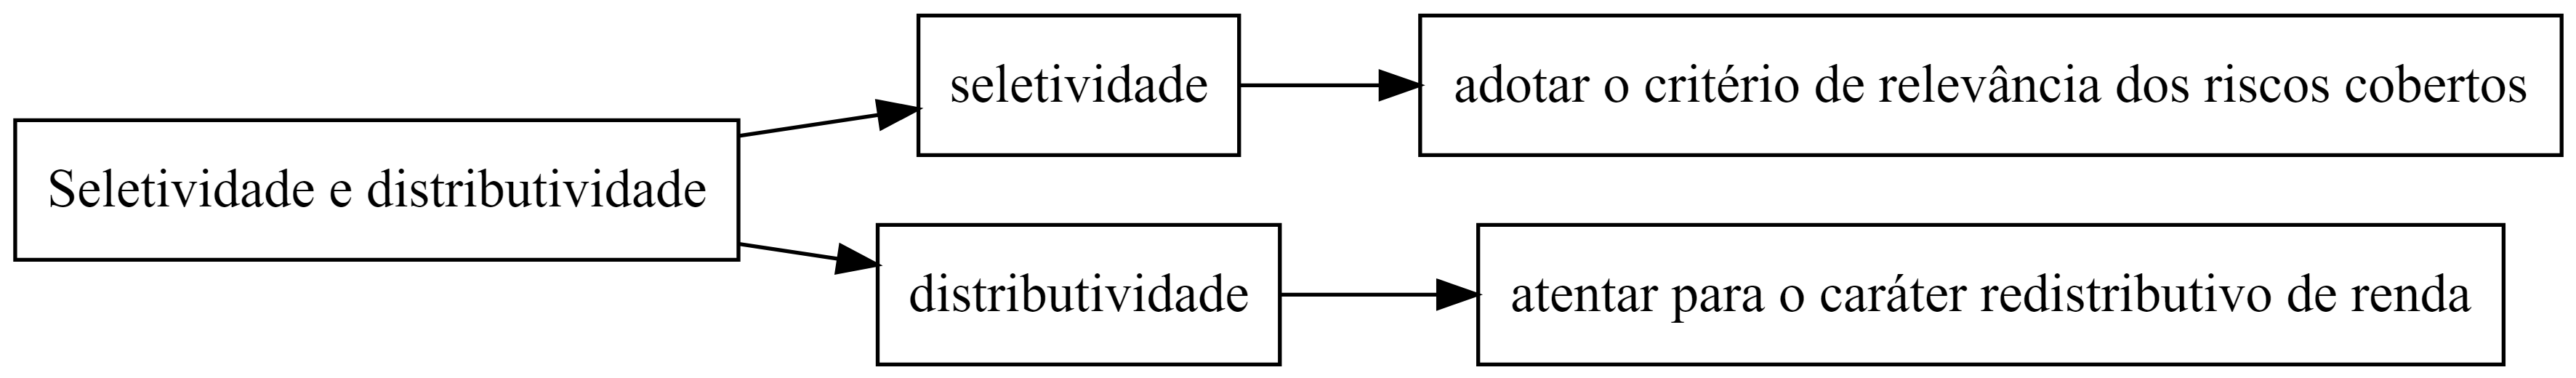 Seletividade e distributividade
seletividade
adotar o critério de relevância dos riscos cobertos
distributividade
atentar para o caráter redistributivo de renda